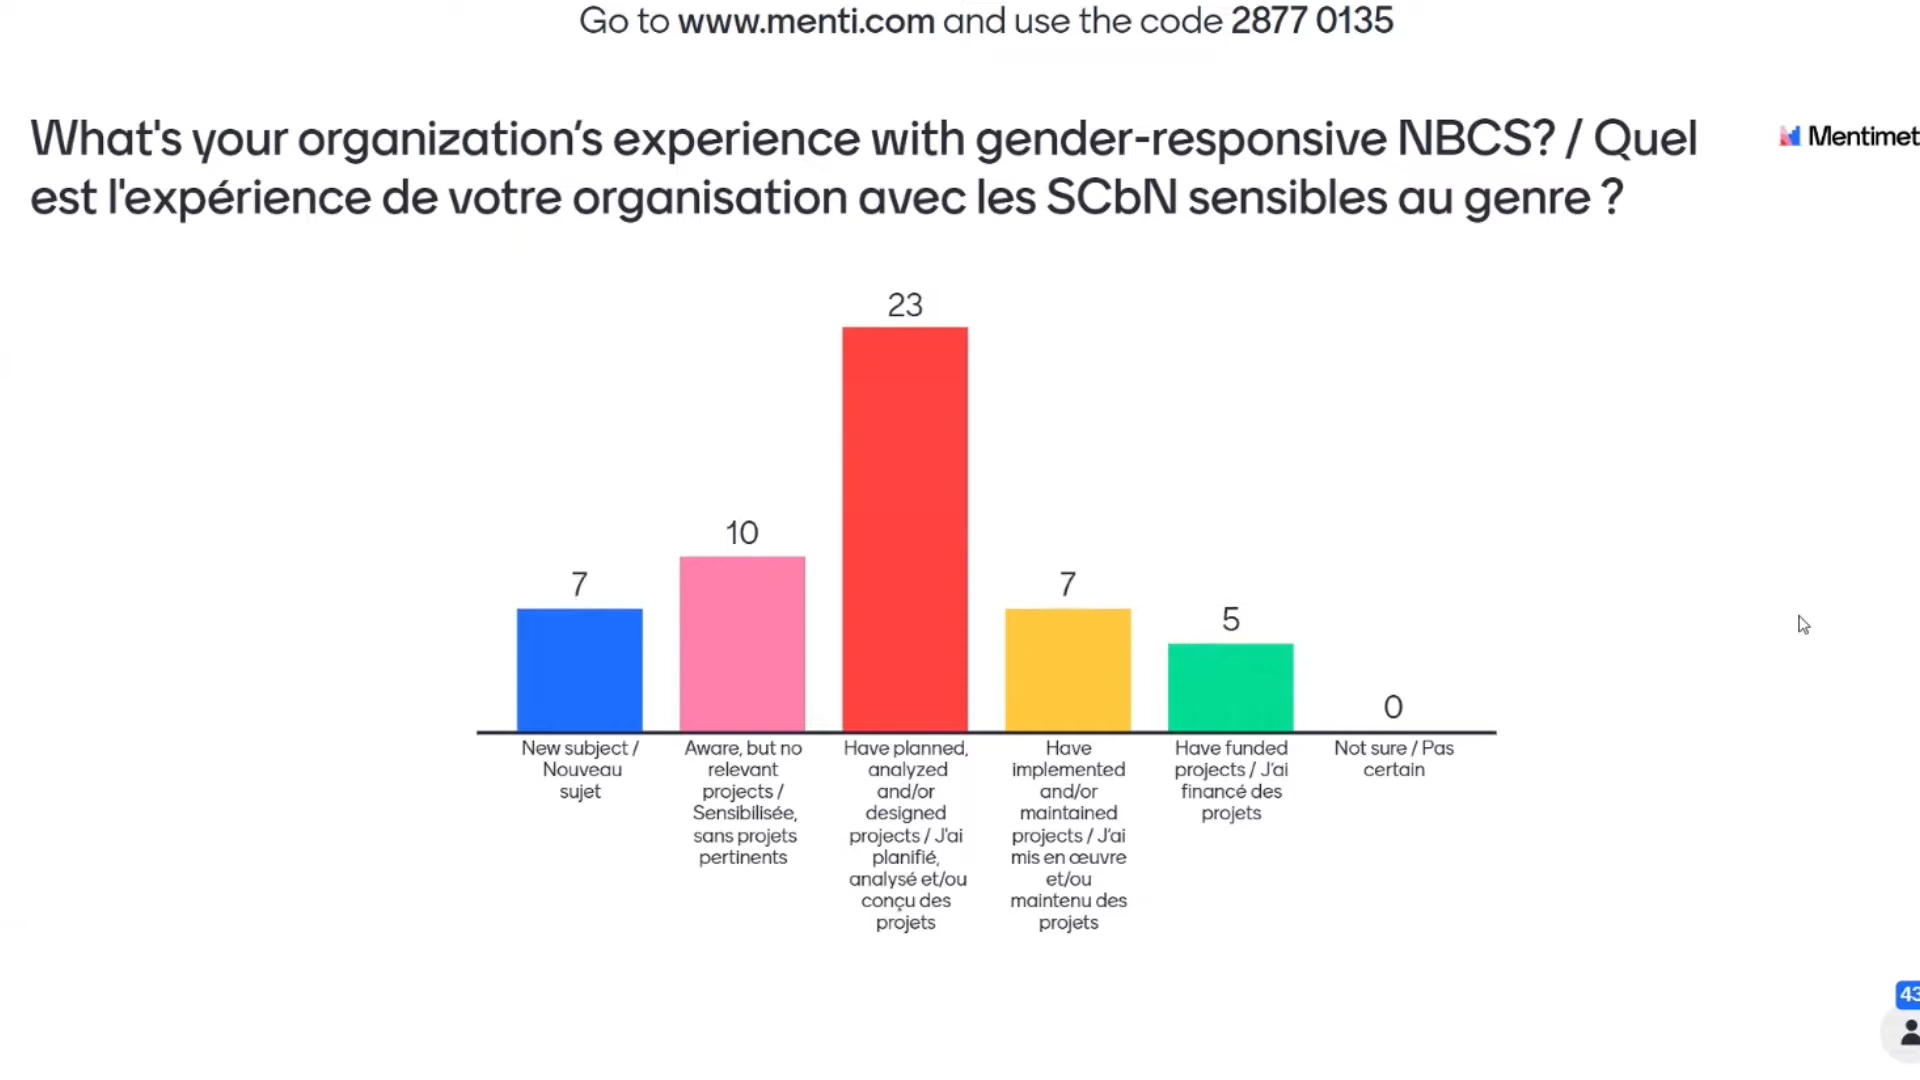 Go to www.menti.com and use the code 2877 0135
What's your organization’s experience with gender-responsive NBCS? / Quel
est l'expérience de votre organisation avec les SCbN sensibles au genre ?
Mentimet
23
10
7
7
5
0
New subject /
Nouveau
sujet
Aware, but no
relevant
projects /
Sensibilisée,
sans projets
pertinents
Have planned,
analyzed
and/or
designed
projects / J'ai
planifié,
analysé et/ou
conçu des
projets
Have
implemented
and/or
maintained
projects / J'ai
mis en œuvre
et/ou
maintenu des
projets
Have funded
projects / J'ai
financé des
projets
Not sure / Pas
certain
43